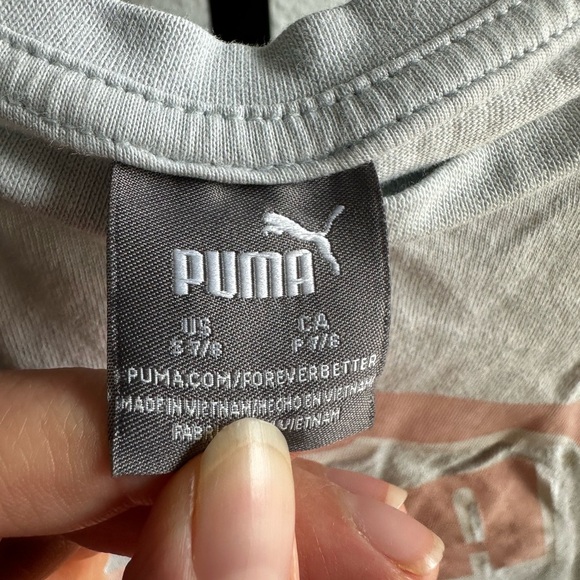 PUMA
US CA
S 7/8 P 7/8
PUMA.COM/FOREVERBETTER
MADE IN VIETNAM/HECHO EN VIETNAM
VIETNAM